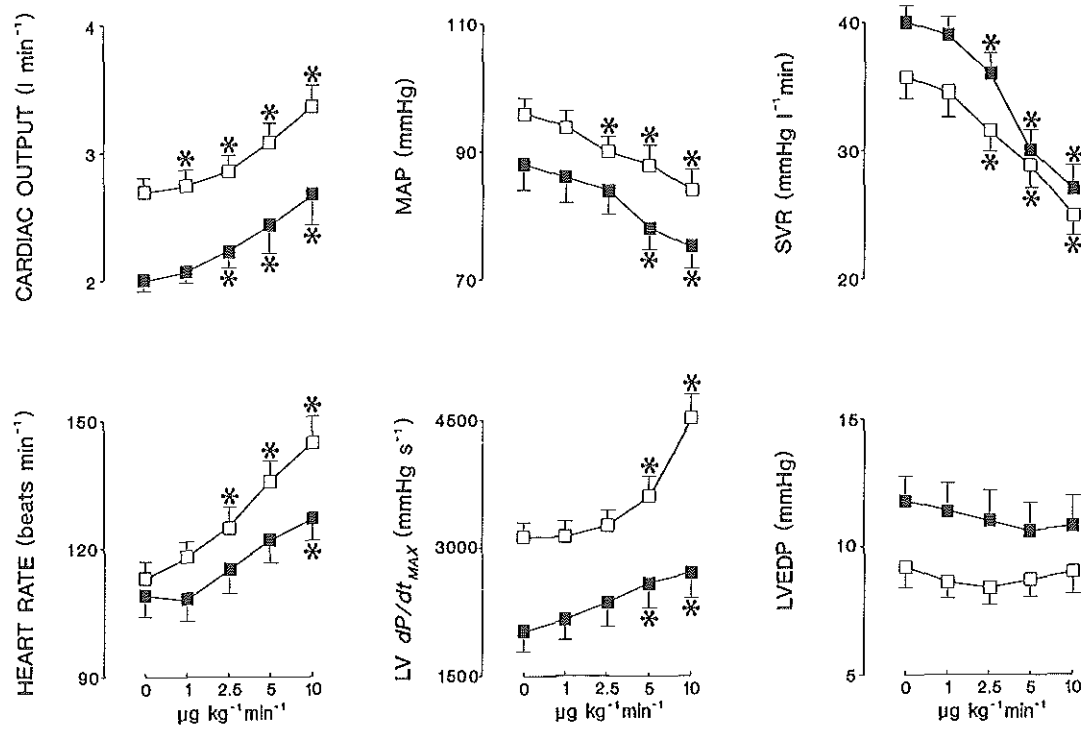 CARDIAC OUTPUT (l min⁻¹)
4
3
2
* * * *
* * *
MAP (mmHg)
110
90
70
* * *
* *
SVR (mmHg l⁻¹min)
40
30
20
* * *
* * *
HEART RATE (beats min⁻¹)
150
120
90
* * *
*
0 1 2.5 5 10
µg kg⁻¹min⁻¹
LV dP/dt MAX (mmHg s⁻¹)
4500
3000
1500
* *
* *
0 1 2.5 5 10
µg kg⁻¹min⁻¹
LVEDP (mmHg)
15
10
5
0 1 2.5 5 10
µg kg⁻¹min⁻¹